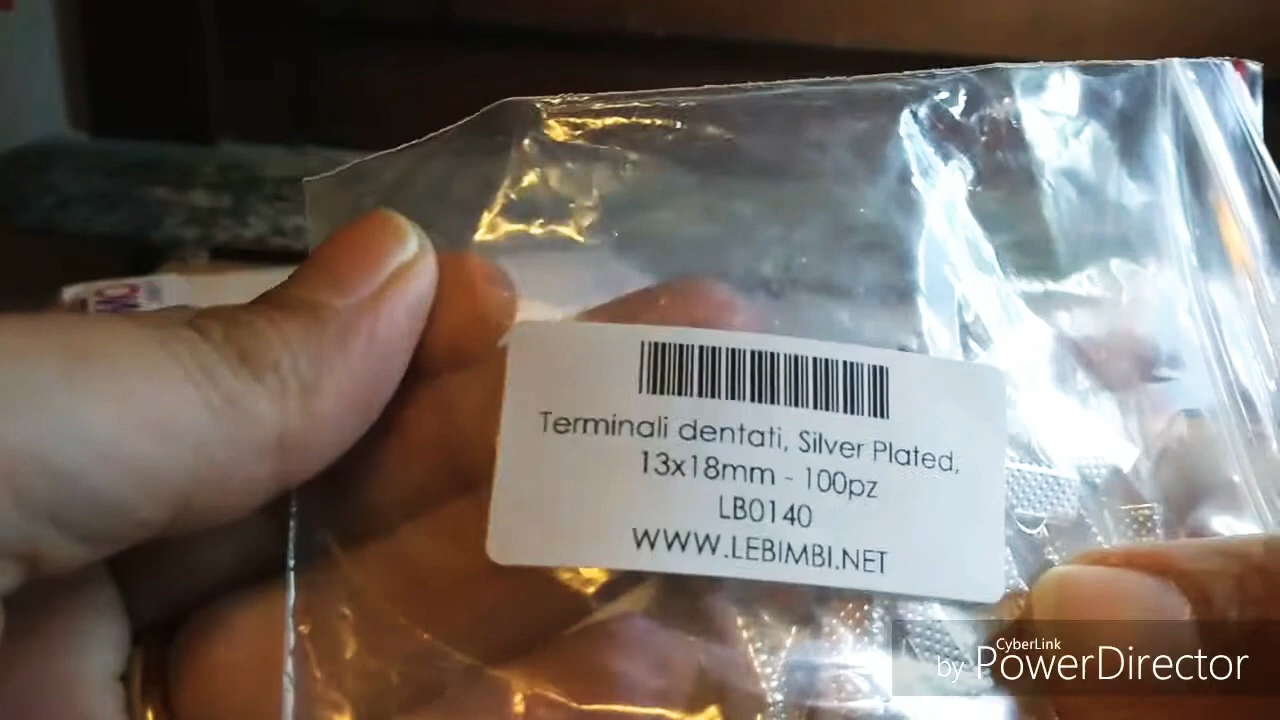 Terminali dentati, Silver Plated,
13x18mm - 100pz
LB0140
WWW.LEBIMBI.NET
CyberLink
by PowerDirector